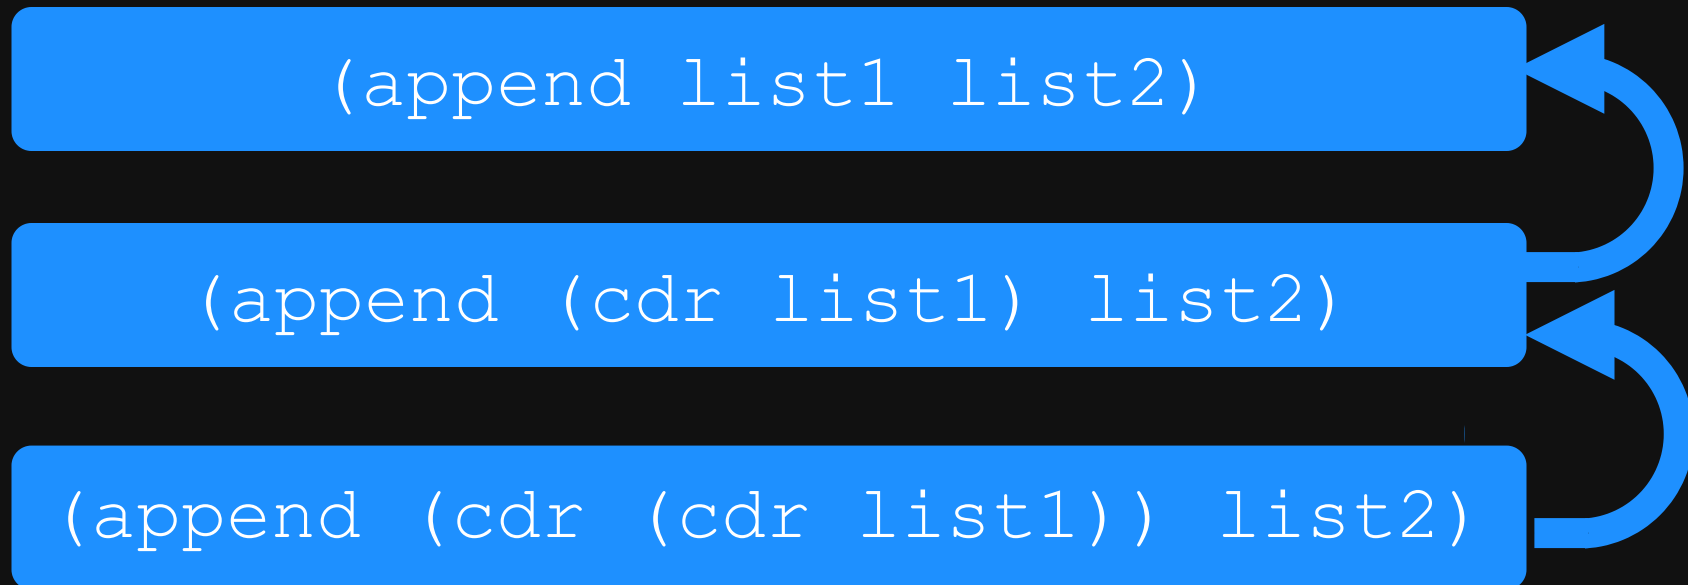 (append list1 list2)
(append (cdr list1) list2)
(append (cdr (cdr list1)) list2)